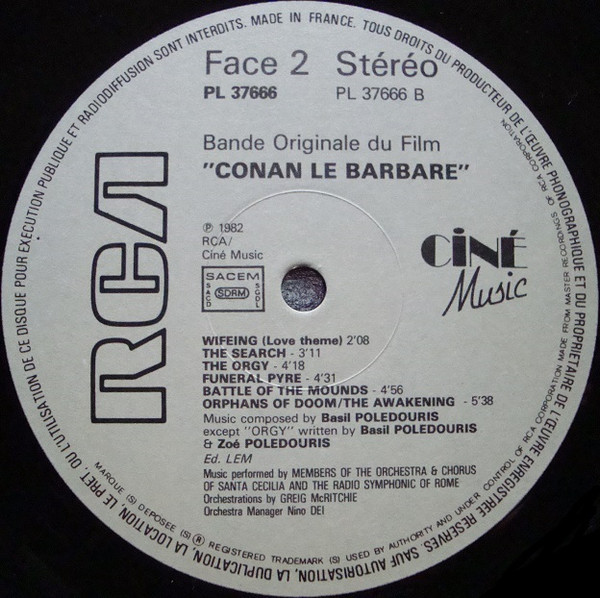 TOUS DROITS DU PRODUCTEUR DE L'ŒUVRE PHONOGRAPHIQUE ET DU PROPRIETAIRE DE L'ŒUVRE ENREGISTREE RESERVES. SAUF AUTORISATION, LA DUPLICATION, LA LOCATION, LE PRET, OU L'UTILISATION DE CE DISQUE POUR EXECUTION PUBLIQUE ET RADIODIFFUSION SONT INTERDITS. MADE IN FRANCE.
Face 2 Stéréo
PL 37666 PL 37666 B
Bande Originale du Film
"CONAN LE BARBARE"
RCA
℗ 1982
RCA/
Ciné Music
SACEM
SACD SDRM SGDL
CiNÉ
Music
WIFEING (Love theme) 2'08
THE SEARCH - 3'11
THE ORGY - 4'18
FUNERAL PYRE - 4'31
BATTLE OF THE MOUNDS - 4'56
ORPHANS OF DOOM/THE AWAKENING - 5'38
Music composed by Basil POLEDOURIS
except "ORGY" written by Basil POLEDOURIS
& Zoé POLEDOURIS
Ed. LEM
Music performed by MEMBERS OF THE ORCHESTRA & CHORUS
OF SANTA CECILIA AND THE RADIO SYMPHONIC OF ROME
Orchestrations by GREIG McRITCHIE
Orchestra Manager Nino DEI
MARQUE (S) DEPOSEE (S) ® REGISTERED TRADEMARK (S) USED BY AUTHORITY AND UNDER CONTROL OF RCA CORPORATION MADE FROM MASTER RECORDINGS OF RCA CORPORATION.